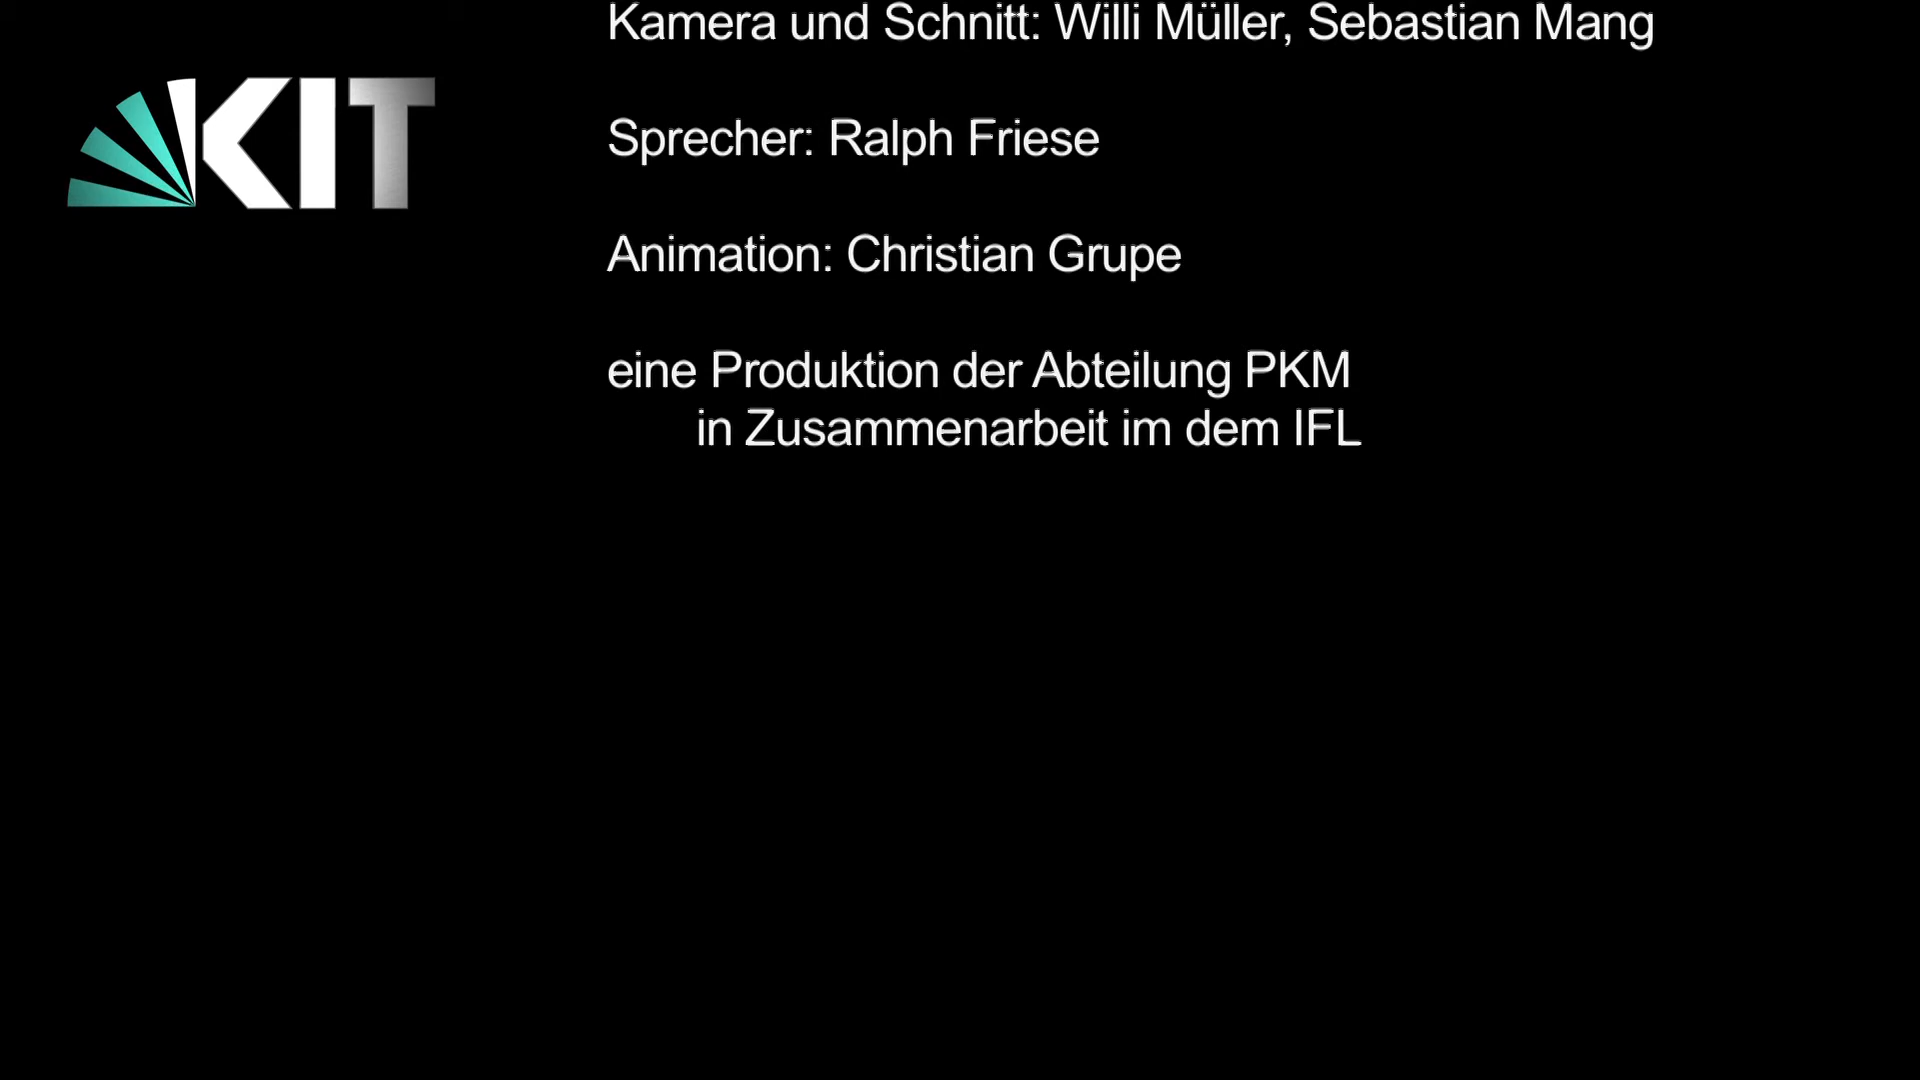 Kamera und Schnitt: Willi Müller, Sebastian Mang
KIT
Sprecher: Ralph Friese
Animation: Christian Grupe
eine Produktion der Abteilung PKM
in Zusammenarbeit im dem IFL